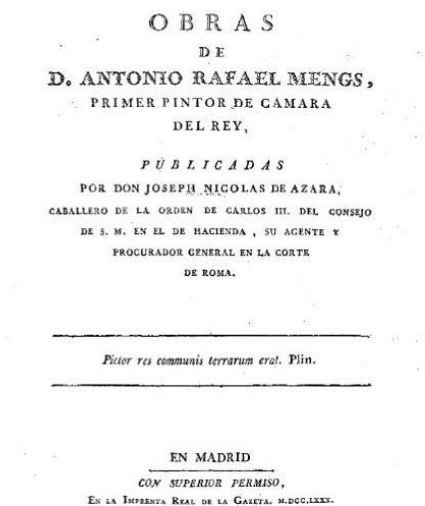 OBRAS
DE
D. ANTONIO RAFAEL MENGS,
PRIMER PINTOR DE CAMARA
DEL REY,
PUBLICADAS
POR DON JOSEPH NICOLAS DE AZARA,
CABALLERO DE LA ORDEN DE CARLOS III. DEL CONSEJO
DE S. M. EN EL DE HACIENDA, SU AGENTE Y
PROCURADOR GENERAL EN LA CORTE
DE ROMA.
Pictor res communis terrarum erat. Plin.
EN MADRID
CON SUPERIOR PERMISO,
EN LA IMPRENTA REAL DE LA GAZETA. M.DCC.LXXX.